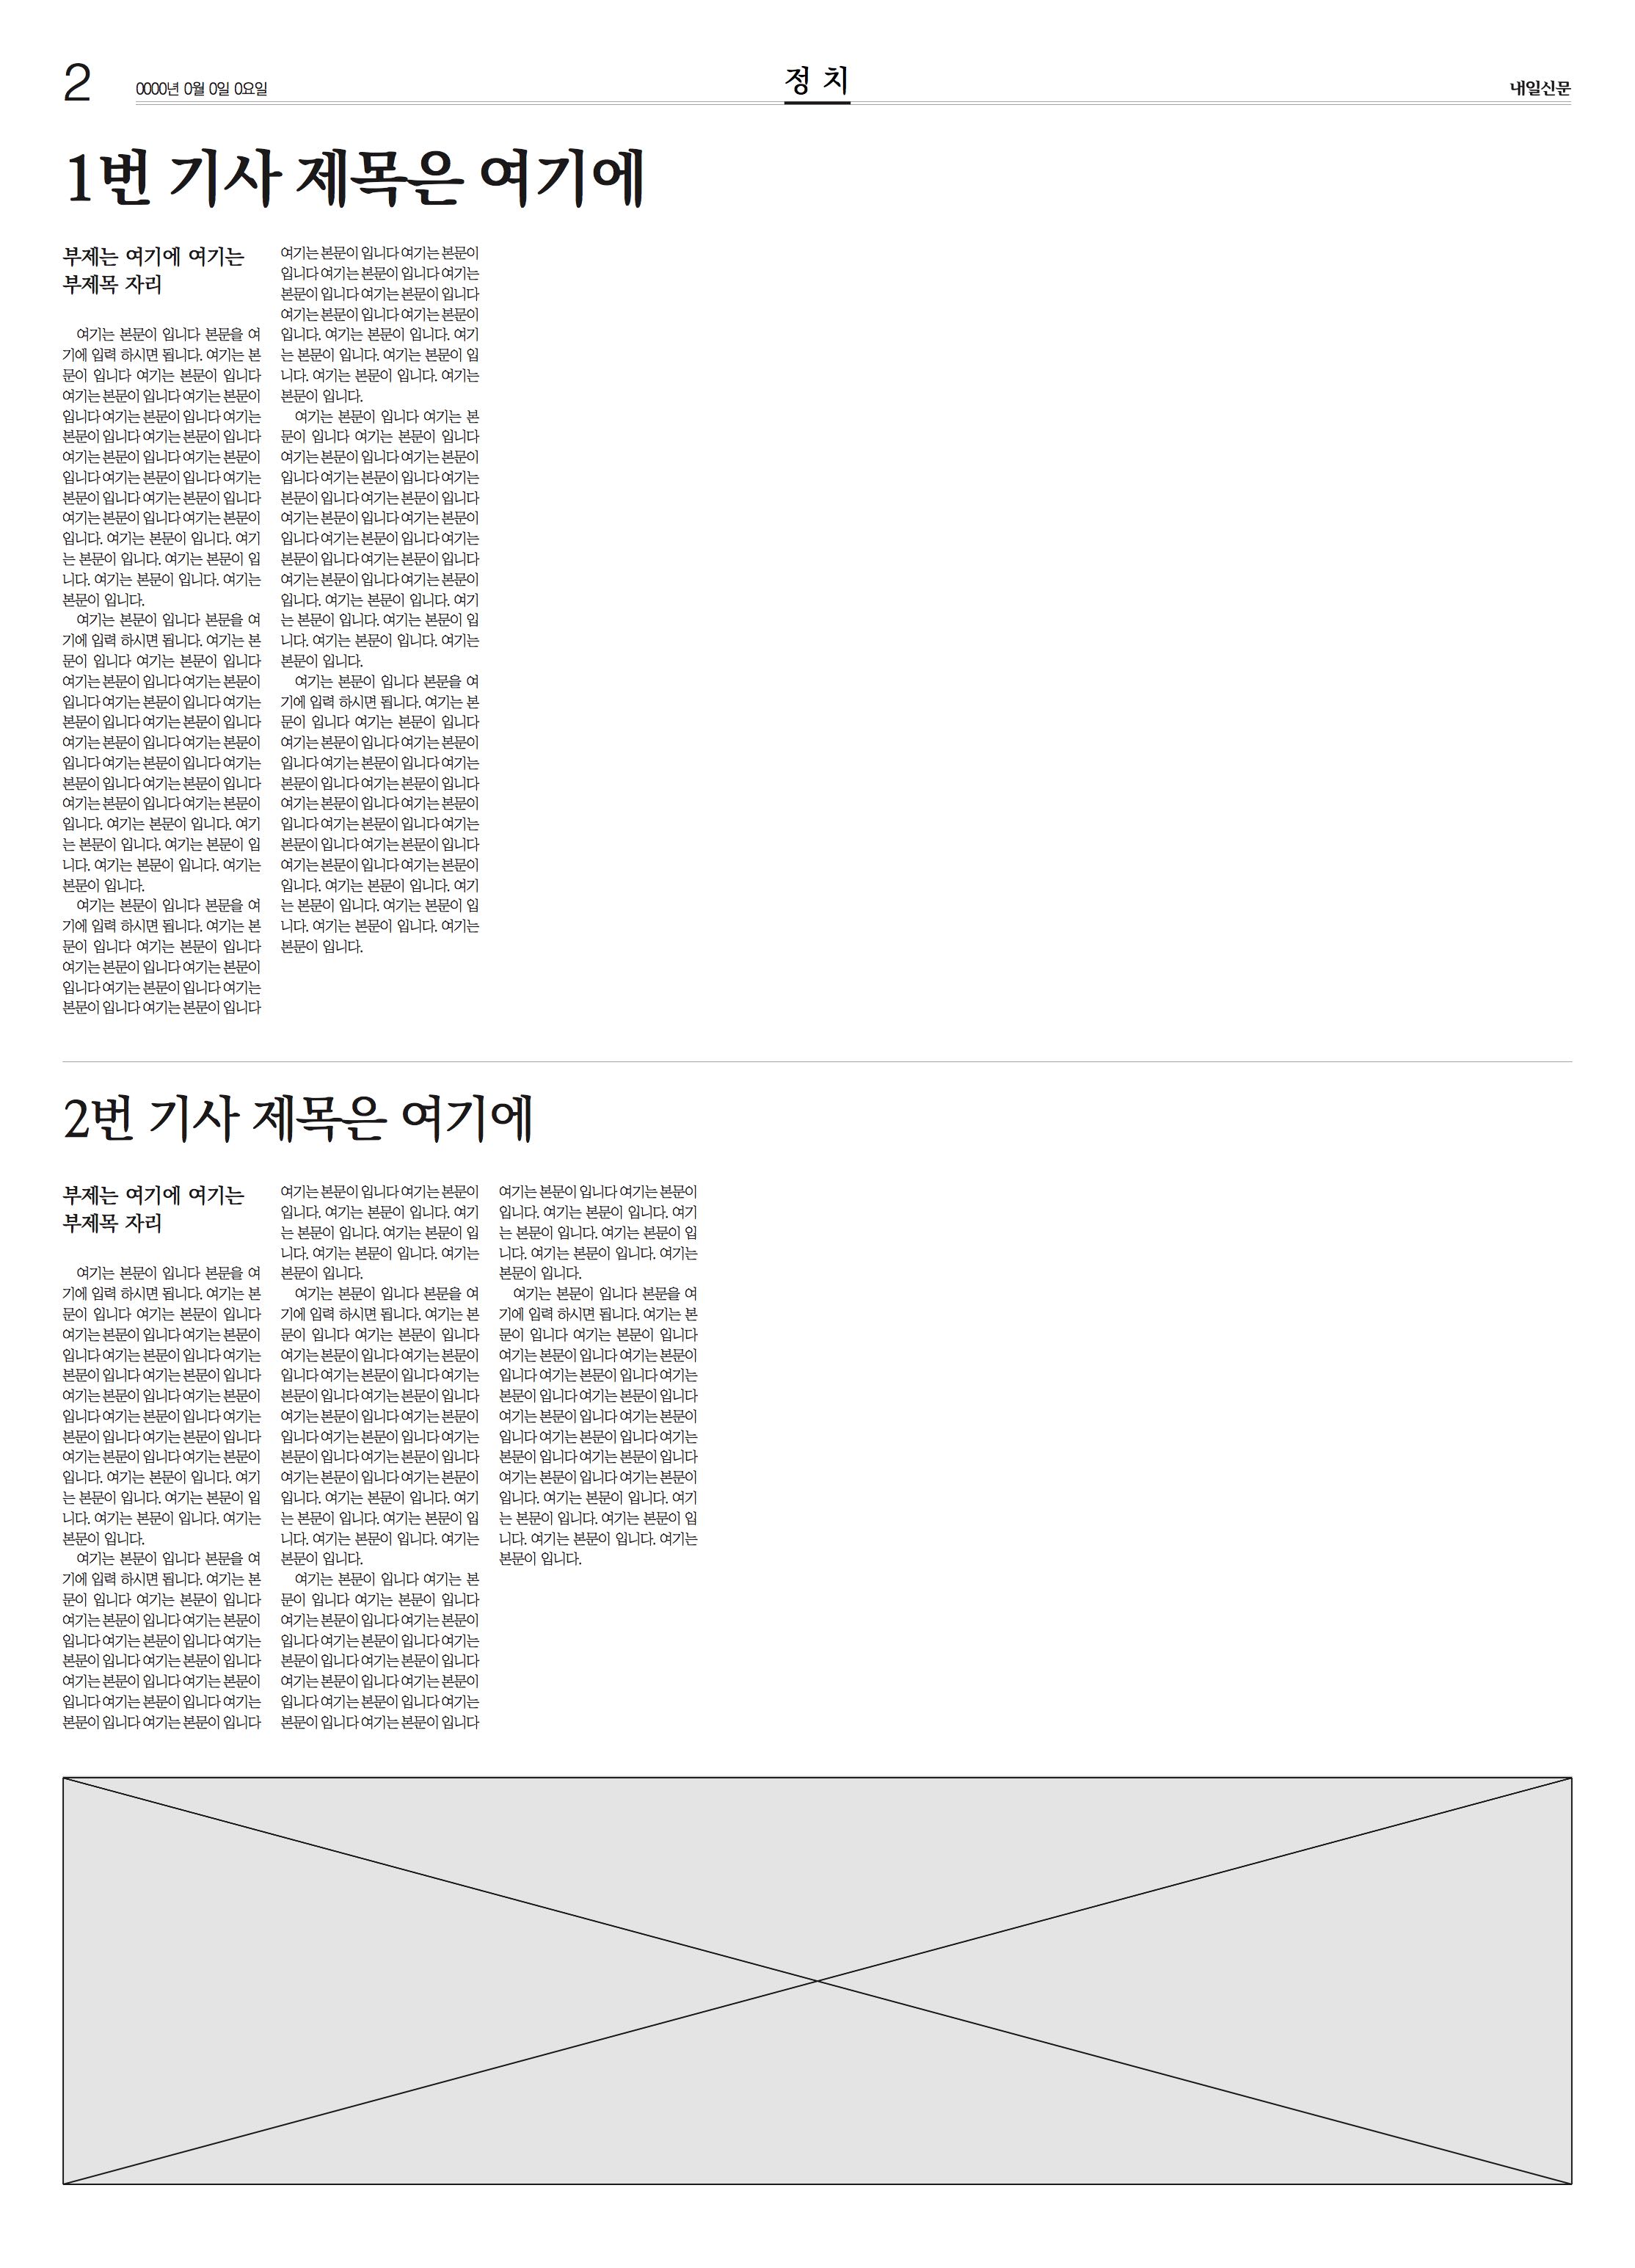 2
0000년 0월 0일 0요일
정 치
내일신문
1번 기사 제목은 여기에
부제는 여기에 여기는
부제목 자리
여기는 본문이 입니다 본문을 여
기에 입력 하시면 됩니다. 여기는 본
문이 입니다 여기는 본문이 입니다
여기는 본문이 입니다 여기는 본문이
입니다 여기는 본문이 입니다 여기는
본문이 입니다 여기는 본문이 입니다
여기는 본문이 입니다 여기는 본문이
입니다 여기는 본문이 입니다 여기는
본문이 입니다 여기는 본문이 입니다
여기는 본문이 입니다 여기는 본문이
입니다. 여기는 본문이 입니다. 여기
는 본문이 입니다. 여기는 본문이 입
니다. 여기는 본문이 입니다. 여기는
본문이 입니다.
여기는 본문이 입니다 본문을 여
기에 입력 하시면 됩니다. 여기는 본
문이 입니다 여기는 본문이 입니다
여기는 본문이 입니다 여기는 본문이
입니다 여기는 본문이 입니다 여기는
본문이 입니다 여기는 본문이 입니다
여기는 본문이 입니다 여기는 본문이
입니다 여기는 본문이 입니다 여기는
본문이 입니다 여기는 본문이 입니다
여기는 본문이 입니다 여기는 본문이
입니다. 여기는 본문이 입니다. 여기
는 본문이 입니다. 여기는 본문이 입
니다. 여기는 본문이 입니다. 여기는
본문이 입니다.
여기는 본문이 입니다 본문을 여
기에 입력 하시면 됩니다. 여기는 본
문이 입니다 여기는 본문이 입니다
여기는 본문이 입니다 여기는 본문이
입니다 여기는 본문이 입니다 여기는
본문이 입니다 여기는 본문이 입니다
여기는 본문이 입니다 여기는 본문이
입니다 여기는 본문이 입니다 여기는
본문이 입니다 여기는 본문이 입니다
여기는 본문이 입니다 여기는 본문이
입니다. 여기는 본문이 입니다. 여기
는 본문이 입니다. 여기는 본문이 입
니다. 여기는 본문이 입니다. 여기는
본문이 입니다.
여기는 본문이 입니다 여기는 본
문이 입니다 여기는 본문이 입니다
여기는 본문이 입니다 여기는 본문이
입니다 여기는 본문이 입니다 여기는
본문이 입니다 여기는 본문이 입니다
여기는 본문이 입니다 여기는 본문이
입니다 여기는 본문이 입니다 여기는
본문이 입니다 여기는 본문이 입니다
여기는 본문이 입니다 여기는 본문이
입니다. 여기는 본문이 입니다. 여기
는 본문이 입니다. 여기는 본문이 입
니다. 여기는 본문이 입니다. 여기는
본문이 입니다.
여기는 본문이 입니다 본문을 여
기에 입력 하시면 됩니다. 여기는 본
문이 입니다 여기는 본문이 입니다
여기는 본문이 입니다 여기는 본문이
입니다 여기는 본문이 입니다 여기는
본문이 입니다 여기는 본문이 입니다
여기는 본문이 입니다 여기는 본문이
입니다 여기는 본문이 입니다 여기는
본문이 입니다 여기는 본문이 입니다
여기는 본문이 입니다 여기는 본문이
입니다. 여기는 본문이 입니다. 여기
는 본문이 입니다. 여기는 본문이 입
니다. 여기는 본문이 입니다. 여기는
본문이 입니다.
2번 기사 제목은 여기에
부제는 여기에 여기는
부제목 자리
여기는 본문이 입니다 본문을 여
기에 입력 하시면 됩니다. 여기는 본
문이 입니다 여기는 본문이 입니다
여기는 본문이 입니다 여기는 본문이
입니다 여기는 본문이 입니다 여기는
본문이 입니다 여기는 본문이 입니다
여기는 본문이 입니다 여기는 본문이
입니다 여기는 본문이 입니다 여기는
본문이 입니다 여기는 본문이 입니다
여기는 본문이 입니다 여기는 본문이
입니다. 여기는 본문이 입니다. 여기
는 본문이 입니다. 여기는 본문이 입
니다. 여기는 본문이 입니다. 여기는
본문이 입니다.
여기는 본문이 입니다 본문을 여
기에 입력 하시면 됩니다. 여기는 본
문이 입니다 여기는 본문이 입니다
여기는 본문이 입니다 여기는 본문이
입니다 여기는 본문이 입니다 여기는
본문이 입니다 여기는 본문이 입니다
여기는 본문이 입니다 여기는 본문이
입니다 여기는 본문이 입니다 여기는
본문이 입니다 여기는 본문이 입니다
여기는 본문이 입니다 여기는 본문이
입니다. 여기는 본문이 입니다. 여기
는 본문이 입니다. 여기는 본문이 입
니다. 여기는 본문이 입니다. 여기는
본문이 입니다.
여기는 본문이 입니다 본문을 여
기에 입력 하시면 됩니다. 여기는 본
문이 입니다 여기는 본문이 입니다
여기는 본문이 입니다 여기는 본문이
입니다 여기는 본문이 입니다 여기는
본문이 입니다 여기는 본문이 입니다
여기는 본문이 입니다 여기는 본문이
입니다 여기는 본문이 입니다 여기는
본문이 입니다 여기는 본문이 입니다
여기는 본문이 입니다 여기는 본문이
입니다. 여기는 본문이 입니다. 여기
는 본문이 입니다. 여기는 본문이 입
니다. 여기는 본문이 입니다. 여기는
본문이 입니다.
여기는 본문이 입니다 여기는 본
문이 입니다 여기는 본문이 입니다
여기는 본문이 입니다 여기는 본문이
입니다 여기는 본문이 입니다 여기는
본문이 입니다 여기는 본문이 입니다
여기는 본문이 입니다 여기는 본문이
입니다 여기는 본문이 입니다 여기는
본문이 입니다 여기는 본문이 입니다
여기는 본문이 입니다 여기는 본문이
입니다. 여기는 본문이 입니다. 여기
는 본문이 입니다. 여기는 본문이 입
니다. 여기는 본문이 입니다. 여기는
본문이 입니다.
여기는 본문이 입니다 본문을 여
기에 입력 하시면 됩니다. 여기는 본
문이 입니다 여기는 본문이 입니다
여기는 본문이 입니다 여기는 본문이
입니다 여기는 본문이 입니다 여기는
본문이 입니다 여기는 본문이 입니다
여기는 본문이 입니다 여기는 본문이
입니다 여기는 본문이 입니다 여기는
본문이 입니다 여기는 본문이 입니다
여기는 본문이 입니다 여기는 본문이
입니다. 여기는 본문이 입니다. 여기
는 본문이 입니다. 여기는 본문이 입
니다. 여기는 본문이 입니다. 여기는
본문이 입니다.